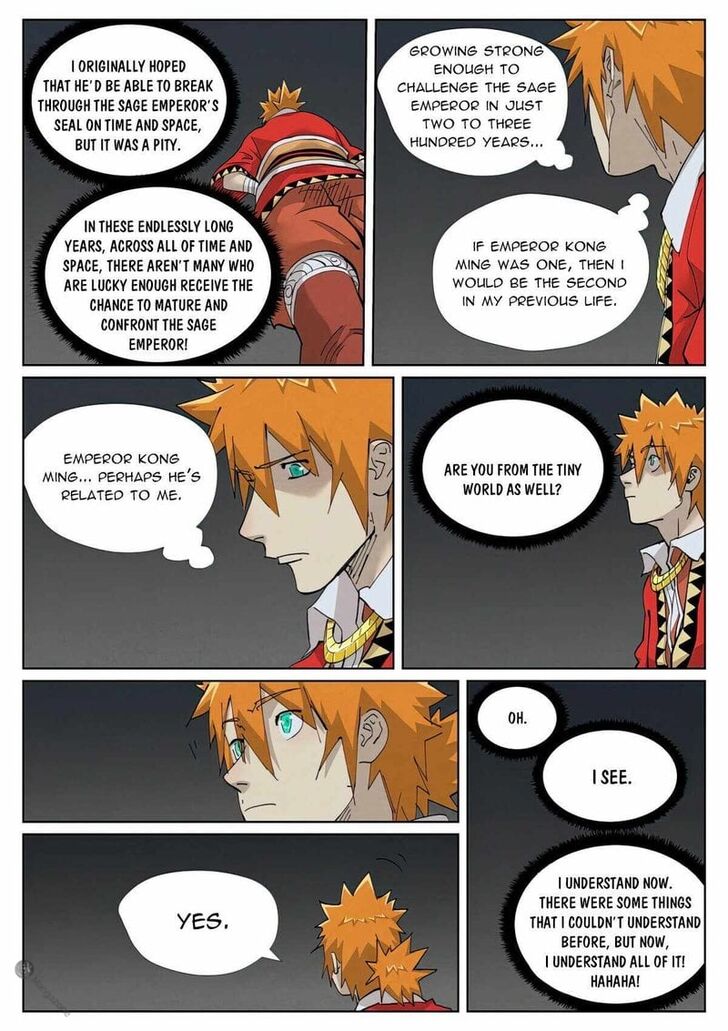 I ORIGINALLY HOPED
THAT HE'D BE ABLE TO BREAK
THROUGH THE SAGE EMPEROR'S
SEAL ON TIME AND SPACE,
BUT IT WAS A PITY.
IN THESE ENDLESSLY LONG
YEARS, ACROSS ALL OF TIME AND
SPACE, THERE AREN'T MANY WHO
ARE LUCKY ENOUGH RECEIVE THE
CHANCE TO MATURE AND
CONFRONT THE SAGE
EMPEROR!
GROWING STRONG
ENOUGH TO
CHALLENGE THE SAGE
EMPEROR IN JUST
TWO TO THREE
HUNDRED YEARS...
IF EMPEROR KONG
MING WAS ONE, THEN I
WOULD BE THE SECOND
IN MY PREVIOUS LIFE.
EMPEROR KONG
MING... PERHAPS HE'S
RELATED TO ME.
ARE YOU FROM THE TINY
WORLD AS WELL?
YES.
OH.
I SEE.
I UNDERSTAND NOW.
THERE WERE SOME THINGS
THAT I COULDN'T UNDERSTAND
BEFORE, BUT NOW,
I UNDERSTAND ALL OF IT!
HAHAHA!